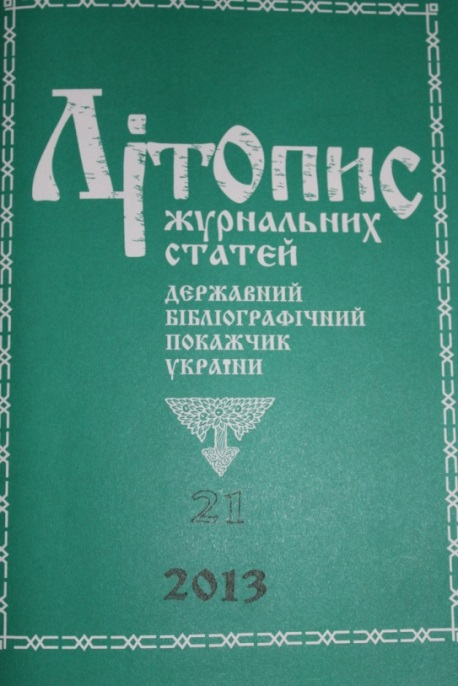 Літопис
журнальних
статей
державний
бібліографічний
покажчик
україни
21
2013